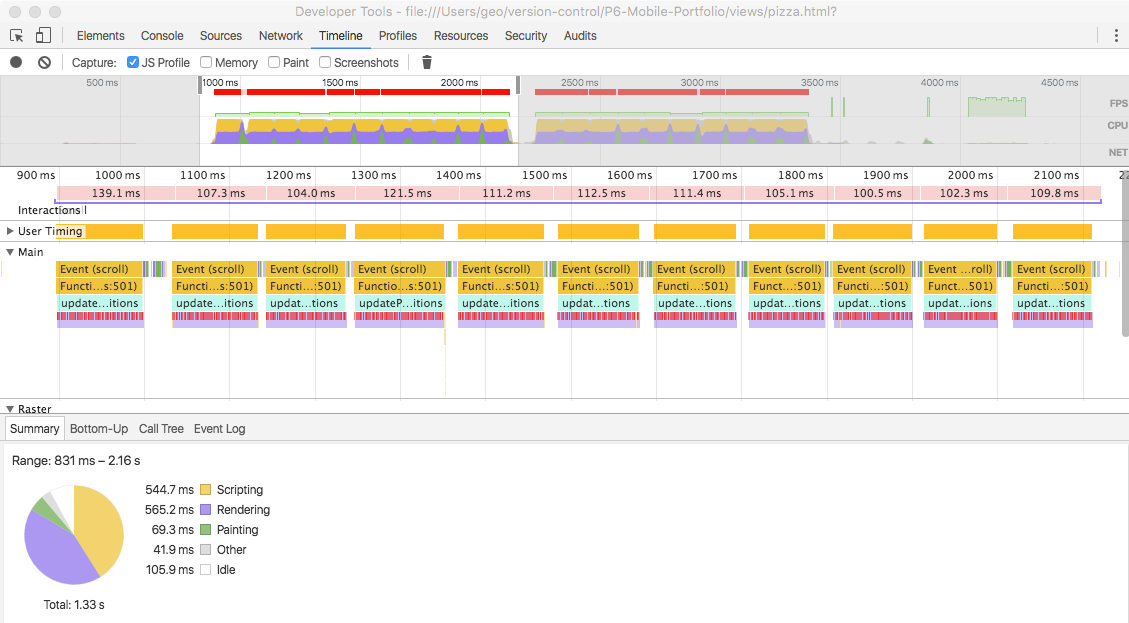 Developer Tools - file:///Users/geo/version-control/P6-Mobile-Portfolio/views/pizza.html?
Elements Console Sources Network Timeline Profiles Resources Security Audits
Capture: JS Profile Memory Paint Screenshots
500 ms 1000 ms 1500 ms 2000 ms 2500 ms 3000 ms 3500 ms 4000 ms 4500 ms
FPS
CPU
NET
900 ms 1000 ms 1100 ms 1200 ms 1300 ms 1400 ms 1500 ms 1600 ms 1700 ms 1800 ms 1900 ms 2000 ms 2100 ms
139.1 ms 107.3 ms 104.0 ms 121.5 ms 111.2 ms 112.5 ms 111.4 ms 105.1 ms 100.5 ms 102.3 ms 109.8 ms
Interactions
User Timing
Main
Event (scroll) Event (scroll) Event (scroll) Event (scroll) Event (scroll) Event (scroll) Event (scroll) Event (scroll) Event (scroll) Event ...roll) Event (scroll)
Functi...s:501) Functi...s:501) Functi...:501) Functio...s:501) Functi...s:501) Functi...:501) Functi...:501) Functi...:501) Functi...:501) Functi...:501) Functi...:501)
update...itions update...itions updat...tions updateP...itions update...itions updat...tions updat...tions updat...tions updat...tions updat...ions updat...tions
Raster
Summary Bottom-Up Call Tree Event Log
Range: 831 ms – 2.16 s
544.7 ms Scripting
565.2 ms Rendering
69.3 ms Painting
41.9 ms Other
105.9 ms Idle
Total: 1.33 s